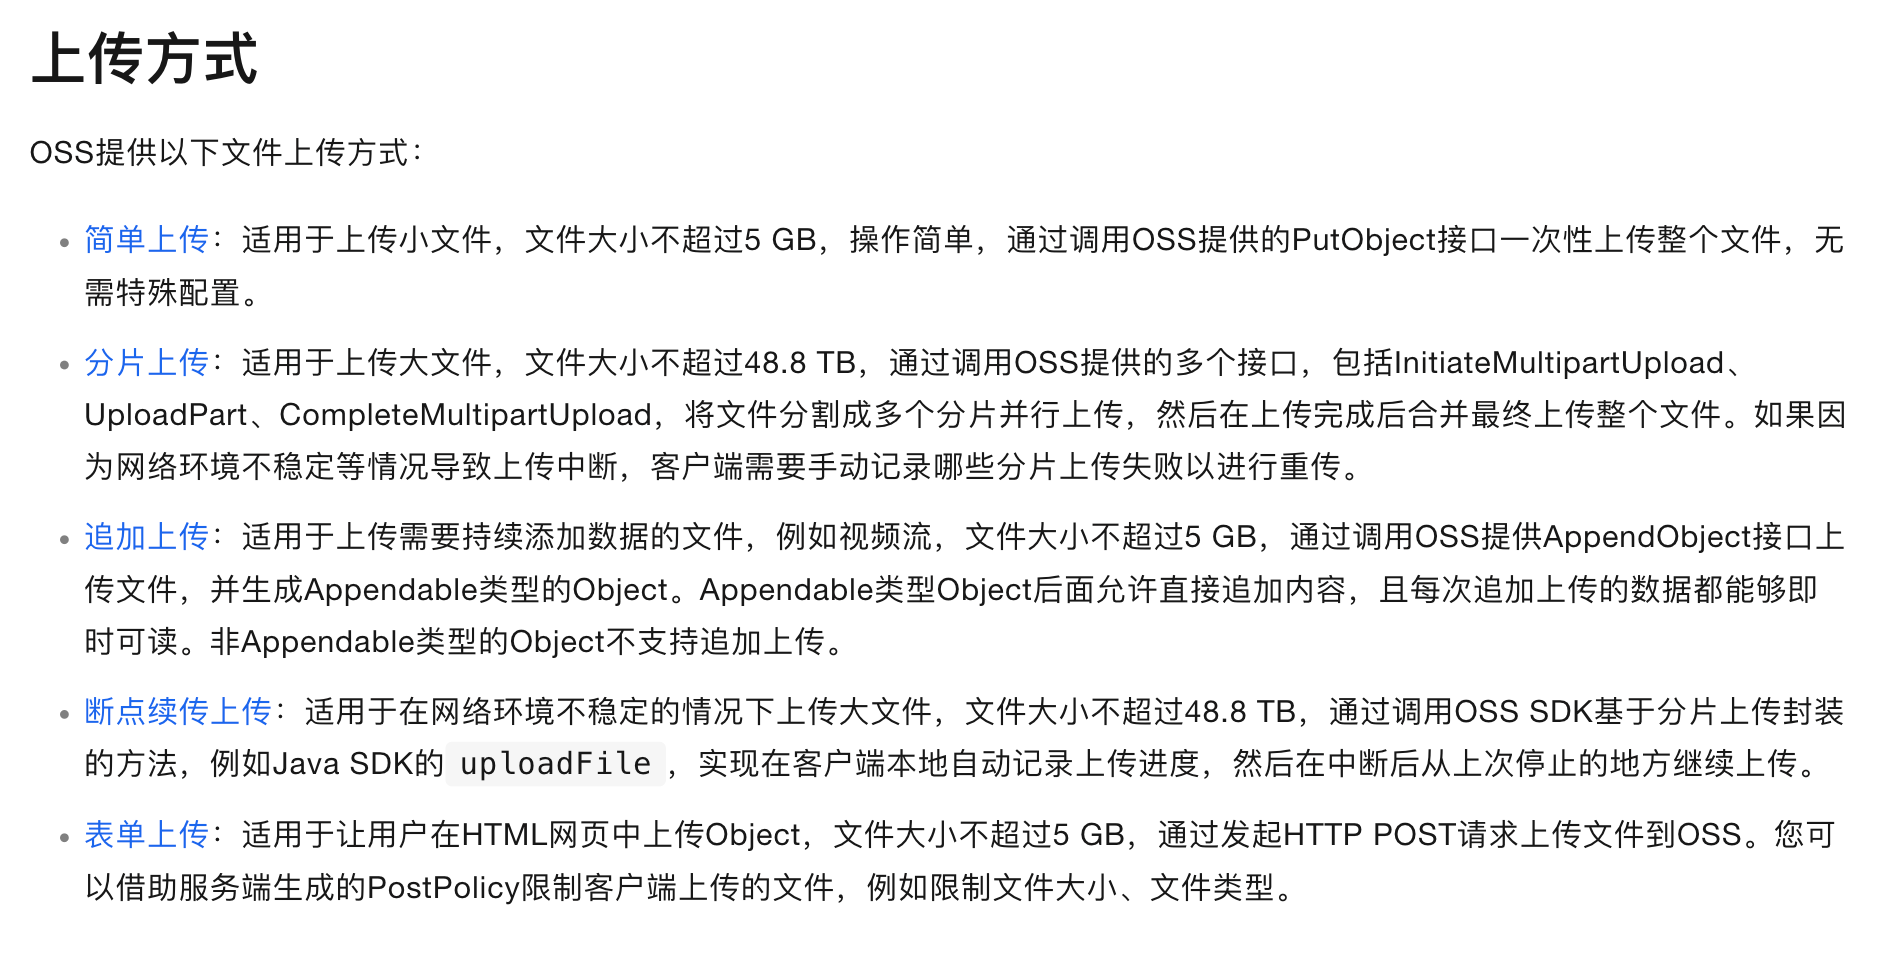 上传方式
OSS提供以下文件上传方式：
简单上传：适用于上传小文件，文件大小不超过5 GB，操作简单，通过调用OSS提供的PutObject接口一次性上传整个文件，无
需特殊配置。
分片上传：适用于上传大文件，文件大小不超过48.8 TB，通过调用OSS提供的多个接口，包括InitiateMultipartUpload、
UploadPart、CompleteMultipartUpload，将文件分割成多个分片并行上传，然后在上传完成后合并最终上传整个文件。如果因
为网络环境不稳定等情况导致上传中断，客户端需要手动记录哪些分片上传失败以进行重传。
追加上传：适用于上传需要持续添加数据的文件，例如视频流，文件大小不超过5 GB，通过调用OSS提供AppendObject接口上
传文件，并生成Appendable类型的Object。Appendable类型Object后面允许直接追加内容，且每次追加上传的数据都能够即
时可读。非Appendable类型的Object不支持追加上传。
断点续传上传：适用于在网络环境不稳定的情况下上传大文件，文件大小不超过48.8 TB，通过调用OSS SDK基于分片上传封装
的方法，例如Java SDK的 uploadFile ，实现在客户端本地自动记录上传进度，然后在中断后从上次停止的地方继续上传。
表单上传：适用于让用户在HTML网页中上传Object，文件大小不超过5 GB，通过发起HTTP POST请求上传文件到OSS。您可
以借助服务端生成的PostPolicy限制客户端上传的文件，例如限制文件大小、文件类型。